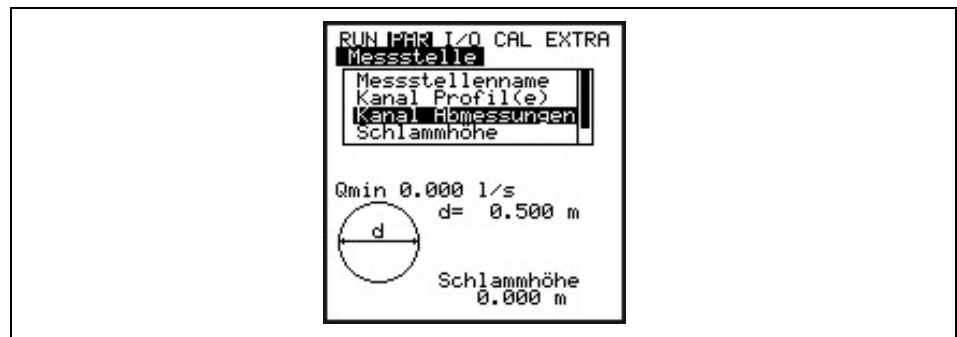 RUN PAR I/O CAL EXTRA
Messstelle
Messstellenname
Kanal Profil(e)
Kanal Abmessungen
Schlammhöhe
Qmin 0.000 l/s
d= 0.500 m
d
Schlammhöhe
0.000 m